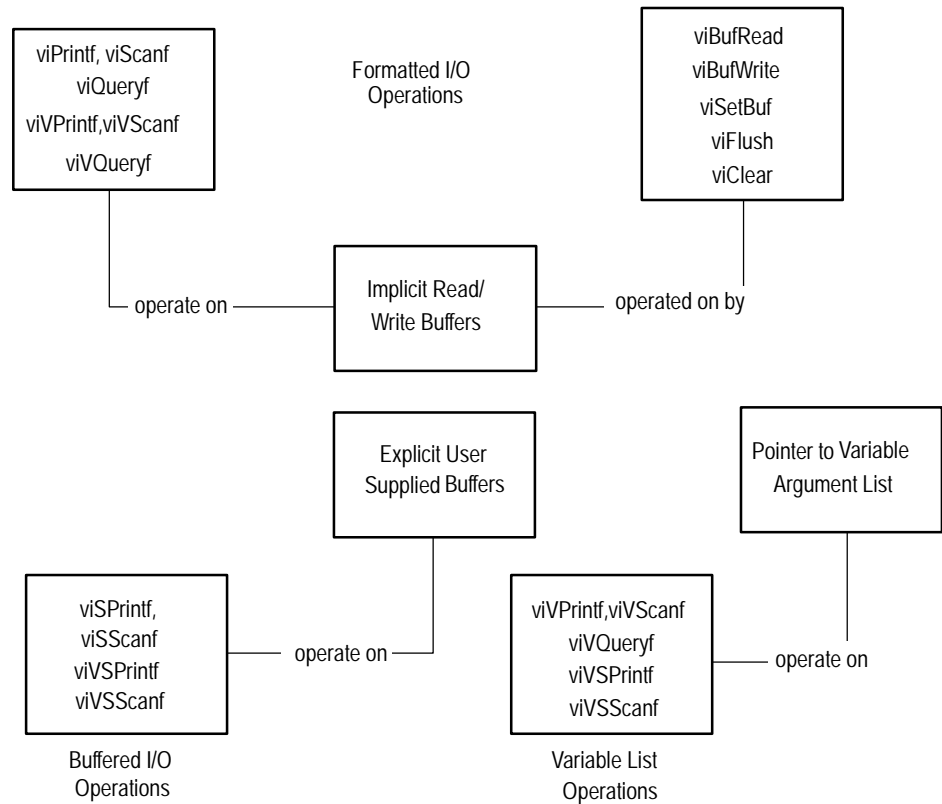 viPrintf, viScanf
viQueryf
viVPrintf,viVScanf
viVQueryf
Formatted I/O
Operations
viBufRead
viBufWrite
viSetBuf
viFlush
viClear
operate on
Implicit Read/
Write Buffers
operated on by
Explicit User
Supplied Buffers
Pointer to Variable
Argument List
viSPrintf,
viSScanf
viVSPrintf
viVSScanf
operate on
viVPrintf,viVScanf
viVQueryf
viVSPrintf
viVSScanf
operate on
Buffered I/O
Operations
Variable List
Operations